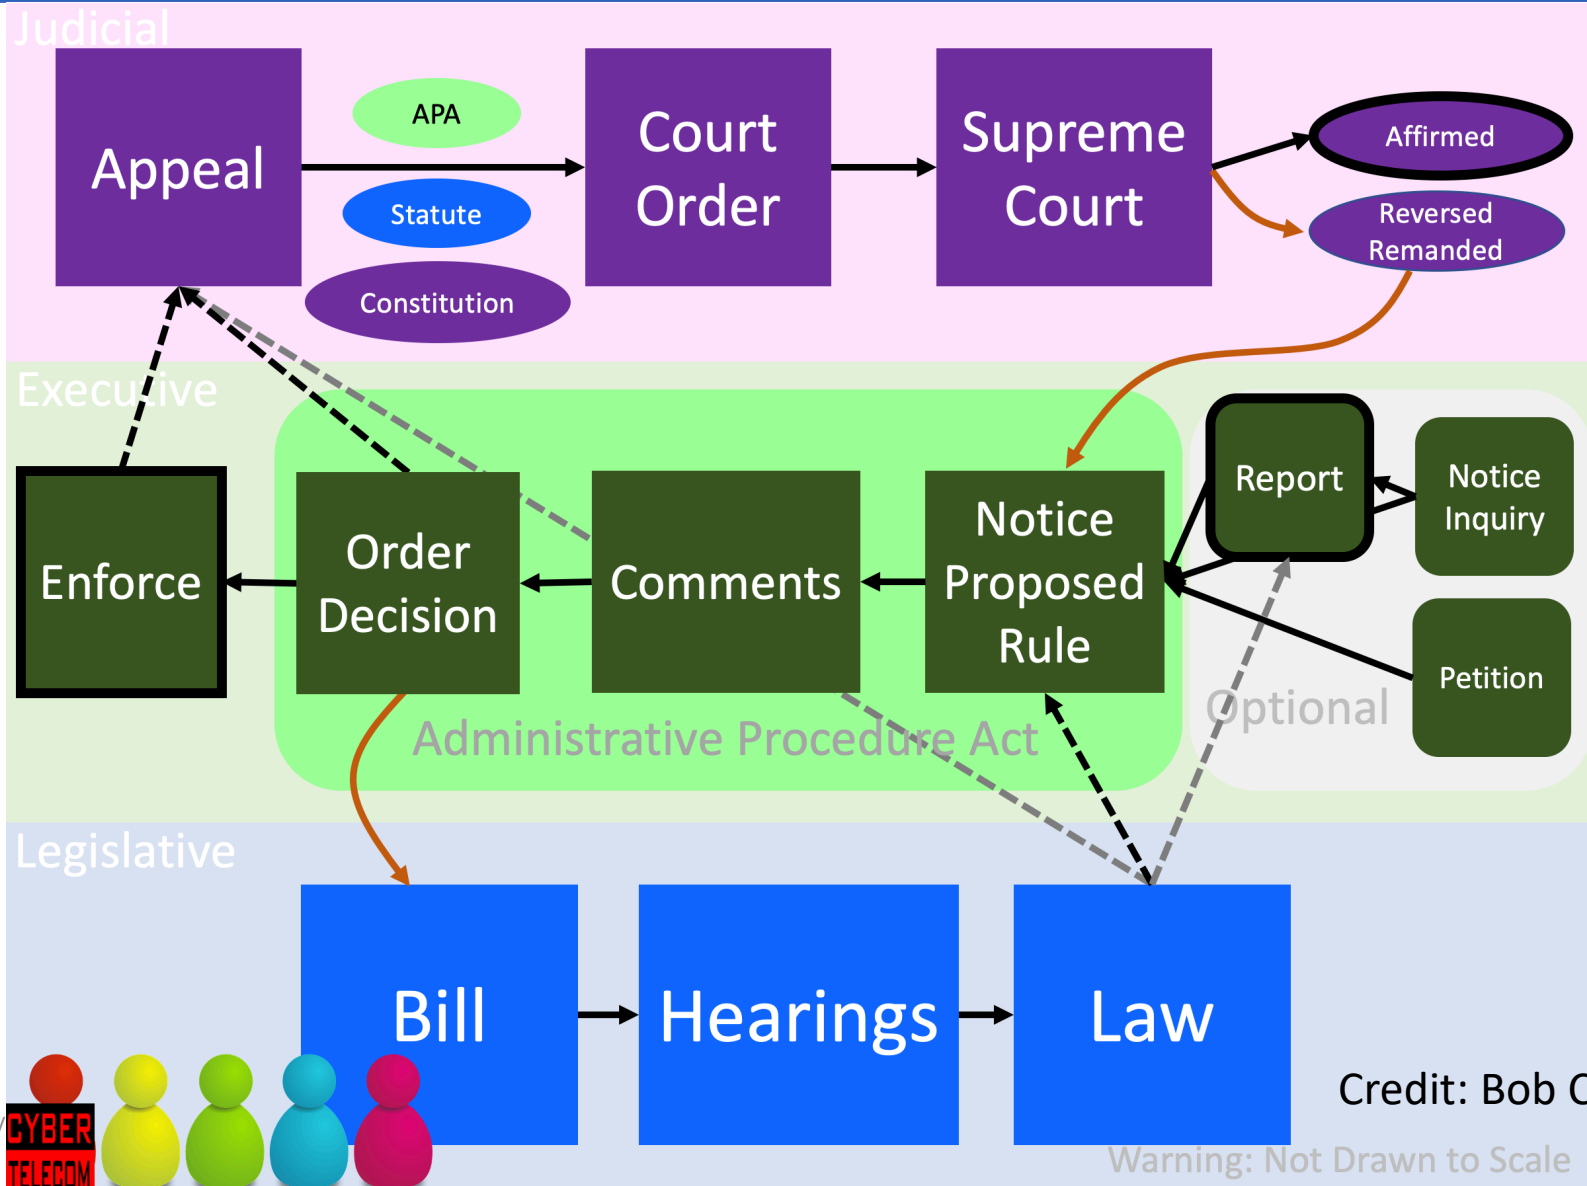 Judicial
Appeal
APA
Statute
Constitution
Court
Order
Supreme
Court
Affirmed
Reversed
Remanded
Executive
Enforce
Order
Decision
Comments
Notice
Proposed
Rule
Report
Notice
Inquiry
Petition
Optional
Administrative Procedure Act
Legislative
Bill
Hearings
Law
CYBER
TELECOM
Credit: Bob
Warning: Not Drawn to Scale